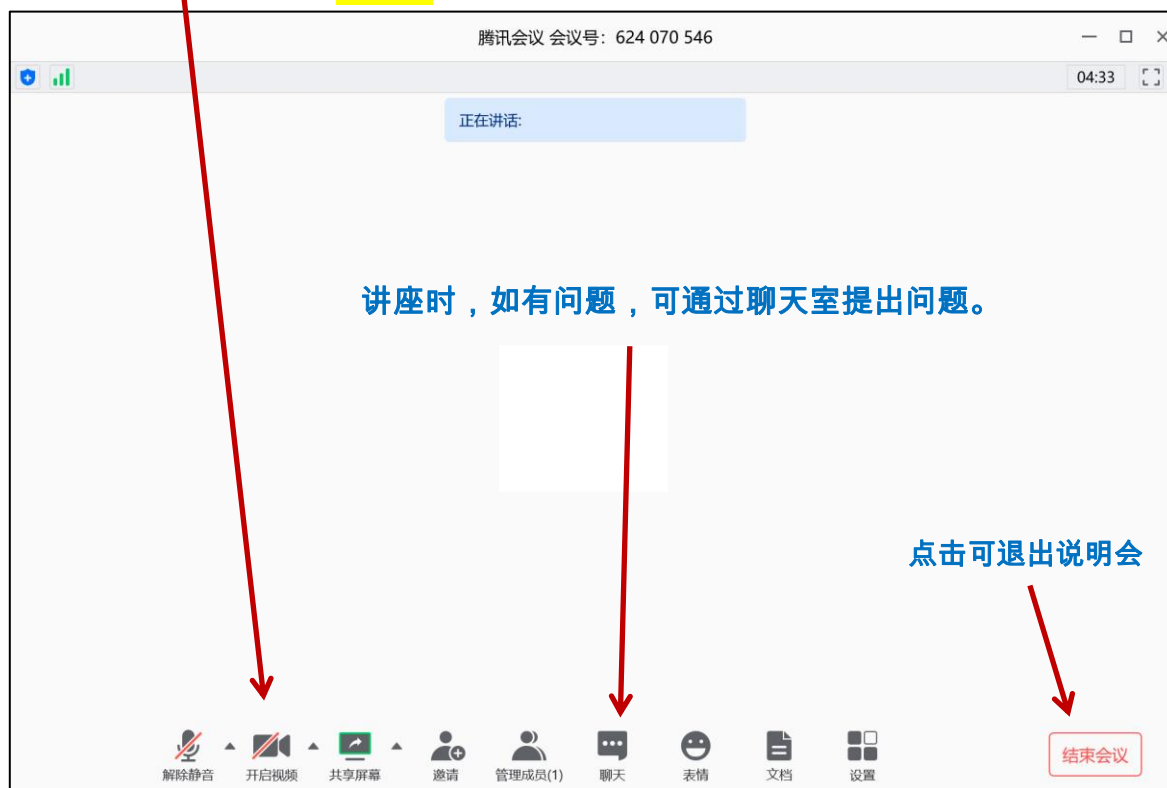 腾讯会议 会议号：624 070 546
04:33
正在讲话:
讲座时，如有问题，可通过聊天室提出问题。
点击可退出说明会
解除静音
开启视频
共享屏幕
邀请
管理成员(1)
聊天
表情
文档
设置
结束会议